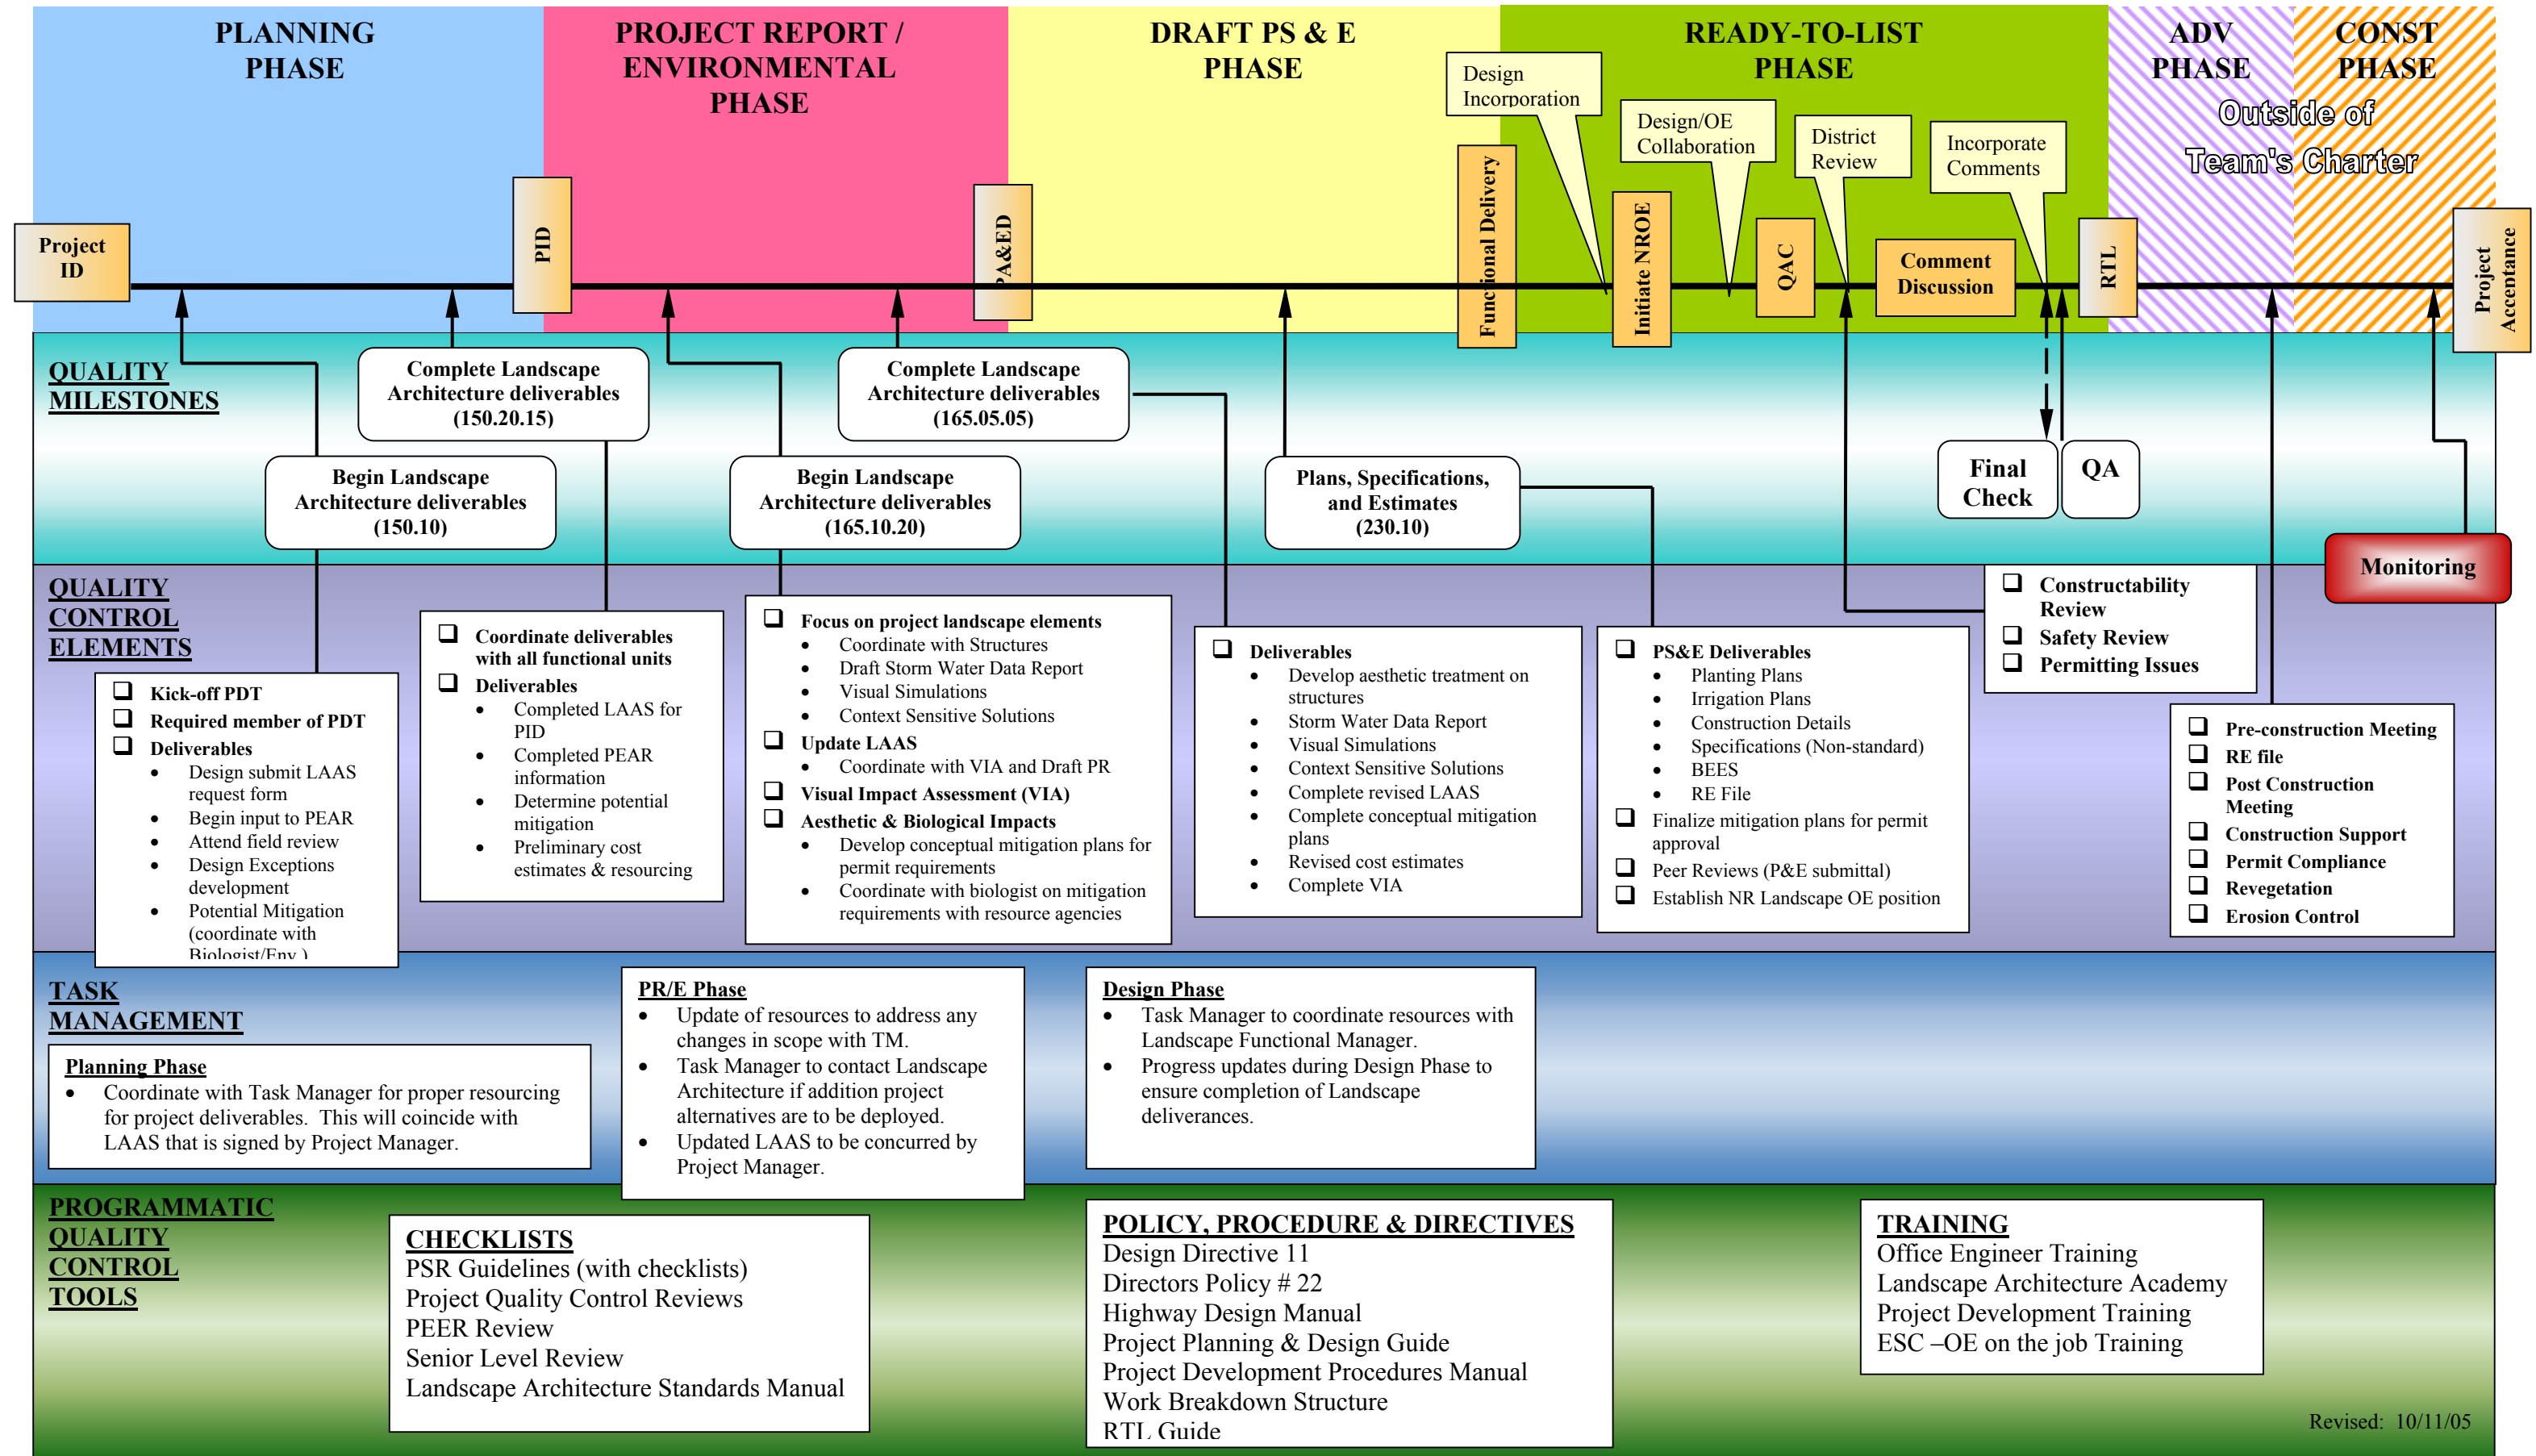 PLANNING
PHASE
PROJECT REPORT /
ENVIRONMENTAL
PHASE
DRAFT PS & E
PHASE
READY-TO-LIST
PHASE
ADV
PHASE
CONST
PHASE
Outside of
Team's Charter
Design
Incorporation
Design/OE
Collaboration
District
Review
Incorporate
Comments
Project
ID
PID
PA&ED
Functional Delivery
Initiate NROE
QAC
Comment
Discussion
RTL
Project
Acceptance
QUALITY
MILESTONES
Complete Landscape
Architecture deliverables
(150.20.15)
Complete Landscape
Architecture deliverables
(165.05.05)
Begin Landscape
Architecture deliverables
(150.10)
Begin Landscape
Architecture deliverables
(165.10.20)
Plans, Specifications,
and Estimates
(230.10)
Final
Check
QA
Monitoring
QUALITY
CONTROL
ELEMENTS
❑ Kick-off PDT
❑ Required member of PDT
❑ Deliverables
• Design submit LAAS
request form
• Begin input to PEAR
• Attend field review
• Design Exceptions
development
• Potential Mitigation
(coordinate with
Biologist/Env.)
❑ Coordinate deliverables
with all functional units
❑ Deliverables
• Completed LAAS for
PID
• Completed PEAR
information
• Determine potential
mitigation
• Preliminary cost
estimates & resourcing
❑ Focus on project landscape elements
• Coordinate with Structures
• Draft Storm Water Data Report
• Visual Simulations
• Context Sensitive Solutions
❑ Update LAAS
• Coordinate with VIA and Draft PR
❑ Visual Impact Assessment (VIA)
❑ Aesthetic & Biological Impacts
• Develop conceptual mitigation plans for
permit requirements
• Coordinate with biologist on mitigation
requirements with resource agencies
❑ Deliverables
• Develop aesthetic treatment on
structures
• Storm Water Data Report
• Visual Simulations
• Context Sensitive Solutions
• Complete revised LAAS
• Complete conceptual mitigation
plans
• Revised cost estimates
• Complete VIA
❑ PS&E Deliverables
• Planting Plans
• Irrigation Plans
• Construction Details
• Specifications (Non-standard)
• BEES
• RE File
❑ Finalize mitigation plans for permit
approval
❑ Peer Reviews (P&E submittal)
❑ Establish NR Landscape OE position
❑ Constructability
Review
❑ Safety Review
❑ Permitting Issues
❑ Pre-construction Meeting
❑ RE file
❑ Post Construction
Meeting
❑ Construction Support
❑ Permit Compliance
❑ Revegetation
❑ Erosion Control
TASK
MANAGEMENT
Planning Phase
• Coordinate with Task Manager for proper resourcing
for project deliverables. This will coincide with
LAAS that is signed by Project Manager.
PR/E Phase
• Update of resources to address any
changes in scope with TM.
• Task Manager to contact Landscape
Architecture if addition project
alternatives are to be deployed.
• Updated LAAS to be concurred by
Project Manager.
Design Phase
• Task Manager to coordinate resources with
Landscape Functional Manager.
• Progress updates during Design Phase to
ensure completion of Landscape
deliverances.
PROGRAMMATIC
QUALITY
CONTROL
TOOLS
CHECKLISTS
PSR Guidelines (with checklists)
Project Quality Control Reviews
PEER Review
Senior Level Review
Landscape Architecture Standards Manual
POLICY, PROCEDURE & DIRECTIVES
Design Directive 11
Directors Policy # 22
Highway Design Manual
Project Planning & Design Guide
Project Development Procedures Manual
Work Breakdown Structure
RTL Guide
TRAINING
Office Engineer Training
Landscape Architecture Academy
Project Development Training
ESC –OE on the job Training
Revised: 10/11/05